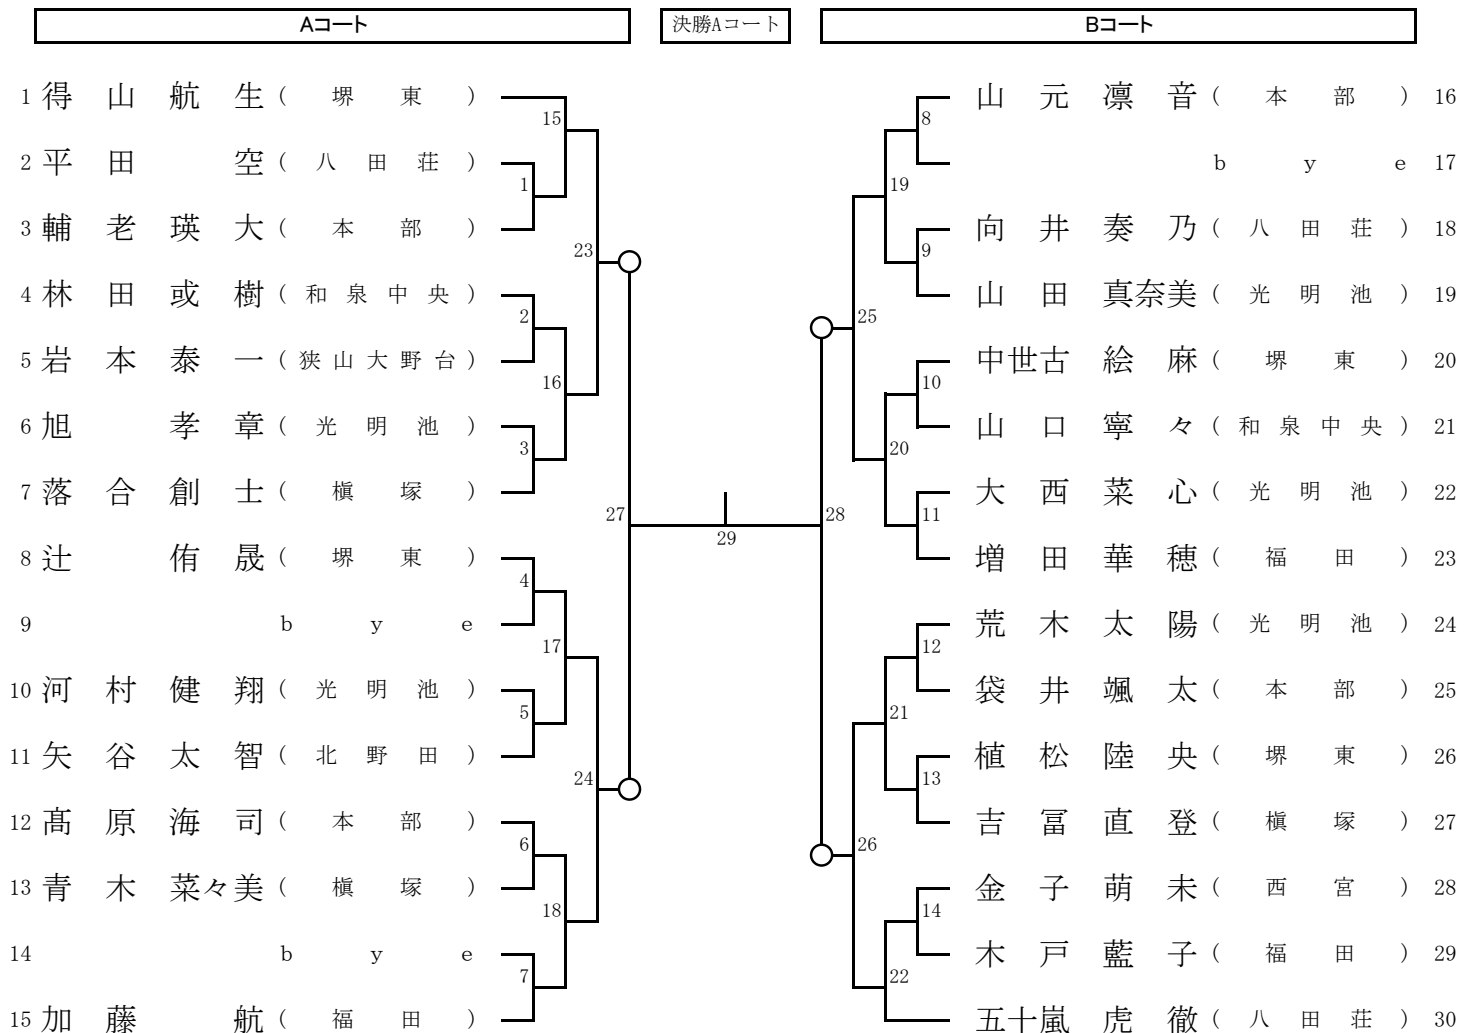 Aコート
決勝Aコート
Bコート
1 得山航生(堺東)
2 平田空(八田荘)
3 輔老瑛大(本部)
4 林田或樹(和泉中央)
5 岩本泰一(狭山大野台)
6 旭孝章(光明池)
7 落合創士(槇塚)
8 辻侑晟(堺東)
9 bye
10 河村健翔(光明池)
11 矢谷太智(北野田)
12 髙原海司(本部)
13 青木菜々美(槇塚)
14 bye
15 加藤航(福田)
15
1
23
2
16
3
27
4
17
5
24
6
18
7
29
8
19
9
25
10
20
11
28
12
21
13
26
14
22
山元凛音(本部) 16
bye 17
向井奏乃(八田荘) 18
山田真奈美(光明池) 19
中世古絵麻(堺東) 20
山口寧々(和泉中央) 21
大西菜心(光明池) 22
増田華穂(福田) 23
荒木太陽(光明池) 24
袋井颯太(本部) 25
植松陸央(堺東) 26
吉冨直登(槇塚) 27
金子萌未(西宮) 28
木戸藍子(福田) 29
五十嵐虎徹(八田荘) 30